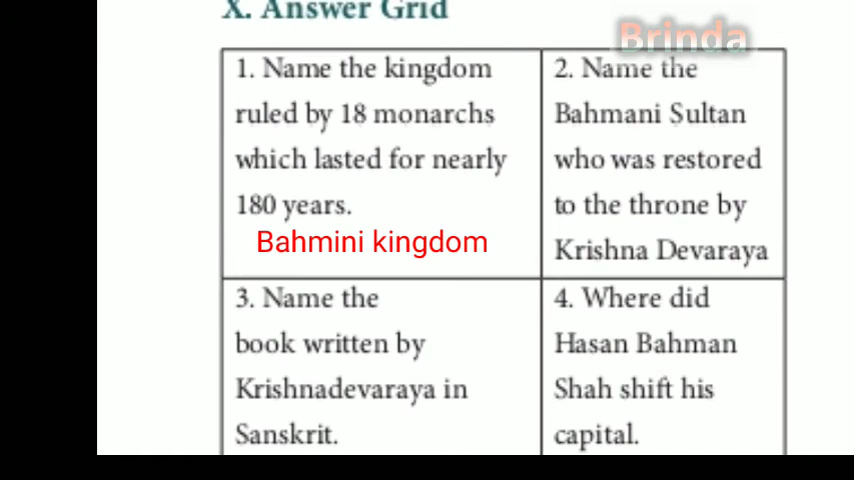 X. Answer Grid
Brinda
1. Name the kingdom
ruled by 18 monarchs
which lasted for nearly
180 years.
Bahmini kingdom
2. Name the
Bahmani Sultan
who was restored
to the throne by
Krishna Devaraya
3. Name the
book written by
Krishnadevaraya in
Sanskrit.
4. Where did
Hasan Bahman
Shah shift his
capital.